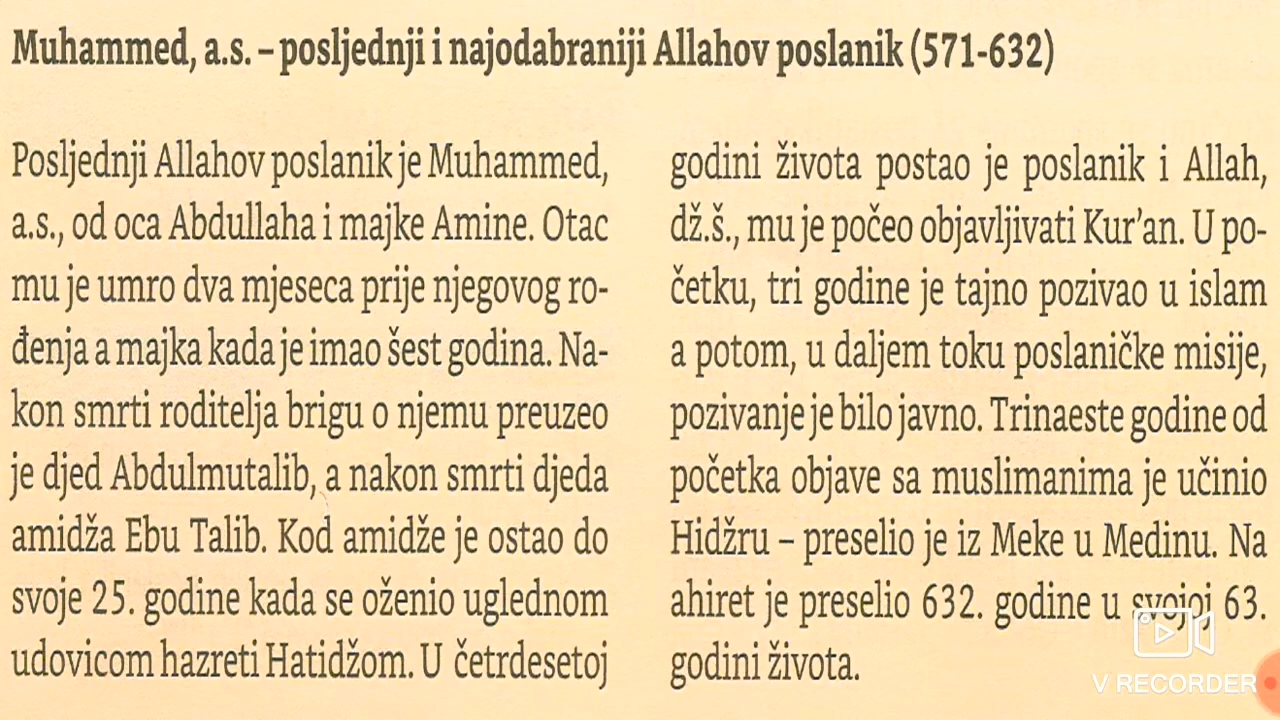 Muhammed, a.s. – posljednji i najodabraniji Allahov poslanik (571-632)
Posljednji Allahov poslanik je Muhammed,
a.s., od oca Abdullaha i majke Amine. Otac
mu je umro dva mjeseca prije njegovog ro-
đenja a majka kada je imao šest godina. Na-
kon smrti roditelja brigu o njemu preuzeo
je djed Abdulmutalib, a nakon smrti djeda
amidža Ebu Talib. Kod amidže je ostao do
svoje 25. godine kada se oženio uglednom
udovicom hazreti Hatidžom. U četrdesetoj
godini života postao je poslanik i Allah,
dž.š., mu je počeo objavljivati Kur’an. U po-
četku, tri godine je tajno pozivao u islam
a potom, u daljem toku poslaničke misije,
pozivanje je bilo javno. Trinaeste godine od
početka objave sa muslimanima je učinio
Hidžru – preselio je iz Meke u Medinu. Na
ahiret je preselio 632. godine u svojoj 63.
godini života.
V RECORDER